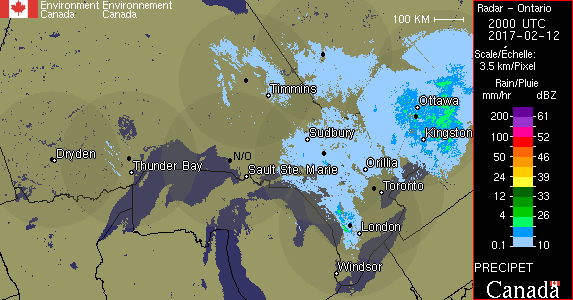 Environment Environnement
Canada Canada
100 KM
Timmins
Ottawa
Sudbury
Kingston
Dryden
N/O
Thunder Bay
Sault Ste. Marie
Orillia
Toronto
London
Windsor
Radar - Ontario
2000 UTC
2017-02-12
Scale/Échelle:
3.5 km/Pixel
Rain/Pluie
mm/hr dBZ
200 61
100 52
50 46
24 39
12 33
4 26
0.1 10
PRECIPET
Canada